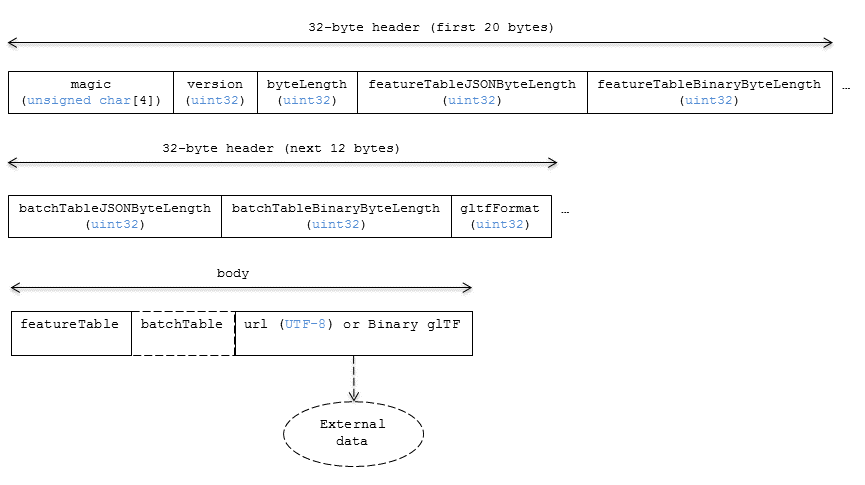 32-byte header (first 20 bytes)
magic
(unsigned char[4])
version
(uint32)
byteLength
(uint32)
featureTableJSONByteLength
(uint32)
featureTableBinaryByteLength
(uint32)
…
32-byte header (next 12 bytes)
batchTableJSONByteLength
(uint32)
batchTableBinaryByteLength
(uint32)
gltfFormat
(uint32)
…
body
featureTable
batchTable
url (UTF-8) or Binary glTF
External
data